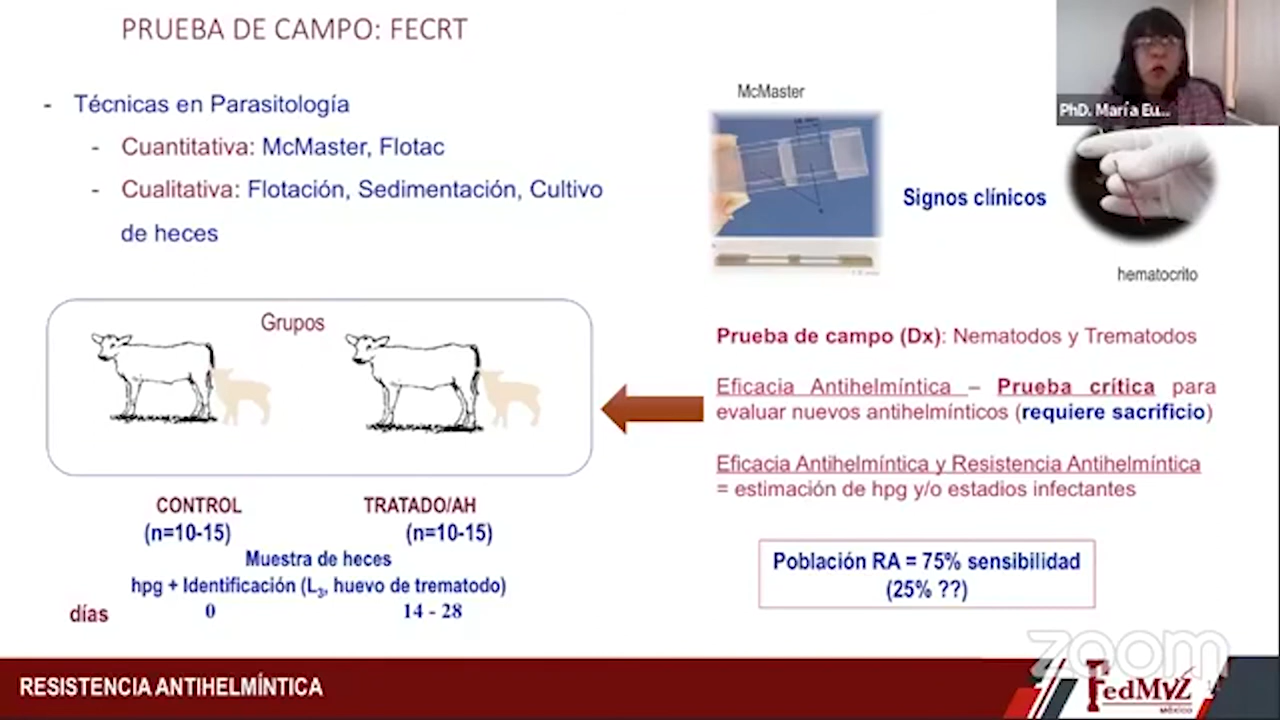 PRUEBA DE CAMPO: FECRT
- Técnicas en Parasitología
- Cuantitativa: McMaster, Flotac
- Cualitativa: Flotación, Sedimentación, Cultivo
de heces
McMaster
Signos clínicos
PhD. María Eu...
hematocrito
Grupos
CONTROL
(n=10-15)
TRATADO/AH
(n=10-15)
Muestra de heces
hpg + Identificación (L3, huevo de trematodo)
días 0 14 - 28
Prueba de campo (Dx): Nematodos y Trematodos
Eficacia Antihelmíntica – Prueba crítica para
evaluar nuevos antihelmínticos (requiere sacrificio)
Eficacia Antihelmíntica y Resistencia Antihelmíntica
= estimación de hpg y/o estadios infectantes
Población RA = 75% sensibilidad
(25% ??)
zoom
RESISTENCIA ANTIHELMÍNTICA
FedMVZ
MÉXICO